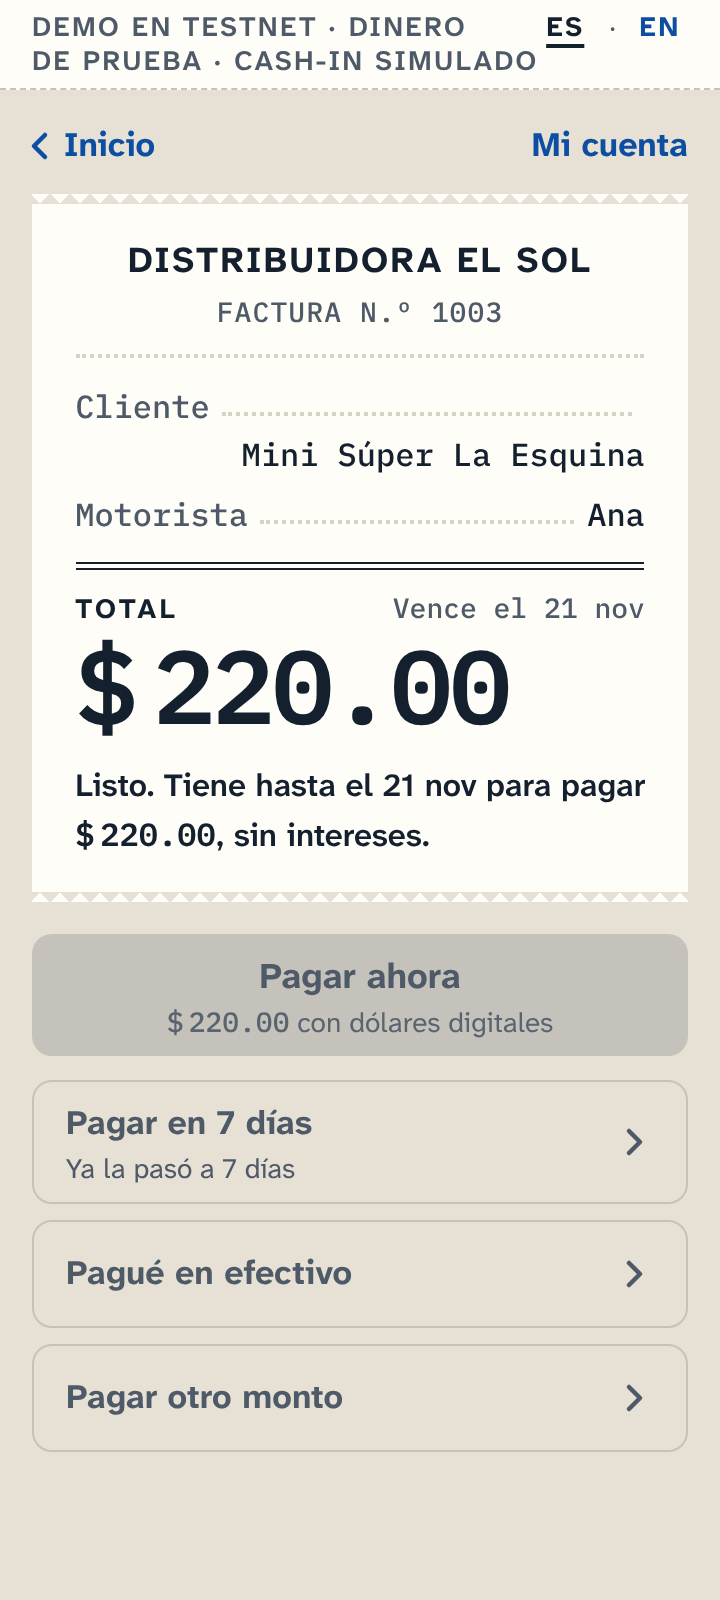 DEMO EN TESTNET · DINERO
DE PRUEBA · CASH-IN SIMULADO
ES · EN
Inicio
Mi cuenta
DISTRIBUIDORA EL SOL
FACTURA N.º 1003
Cliente
Mini Súper La Esquina
Motorista Ana
TOTAL Vence el 21 nov
$220.00
Listo. Tiene hasta el 21 nov para pagar
$220.00, sin intereses.
Pagar ahora
$220.00 con dólares digitales
Pagar en 7 días
Ya la pasó a 7 días
Pagué en efectivo
Pagar otro monto